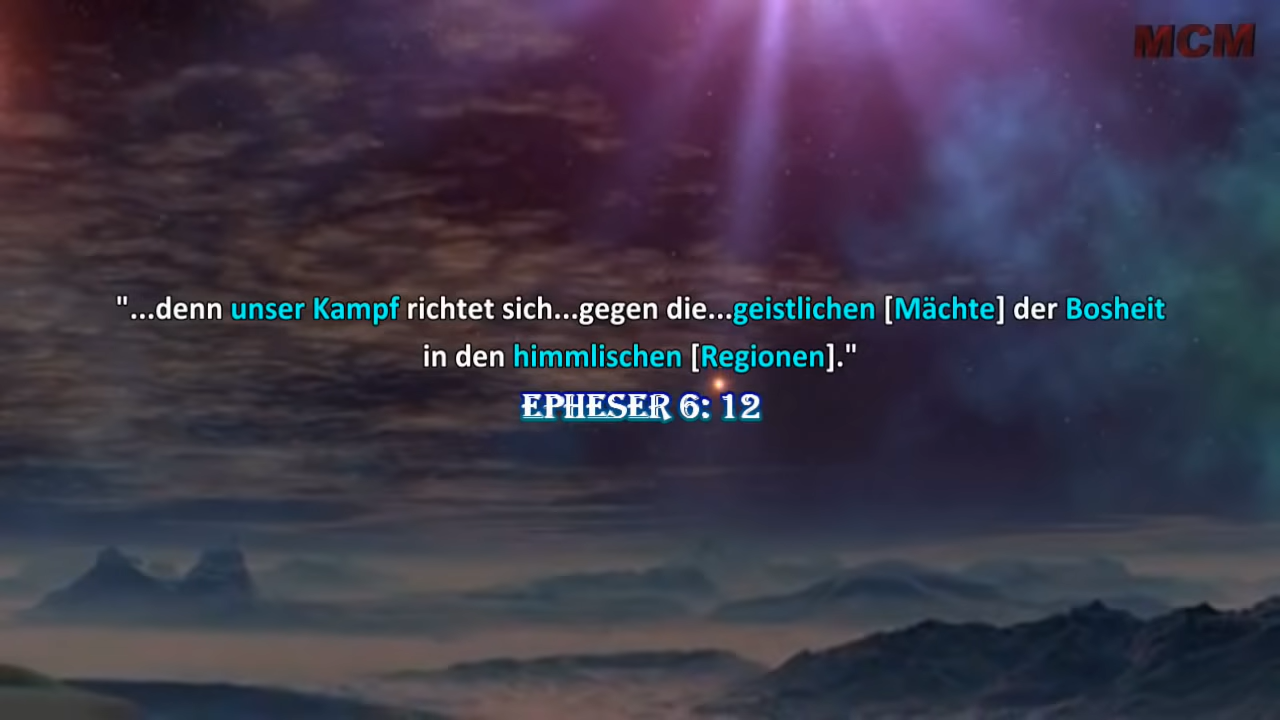 MCM
"...denn unser Kampf richtet sich...gegen die...geistlichen [Mächte] der Bosheit
in den himmlischen [Regionen]."
EPHESER 6: 12